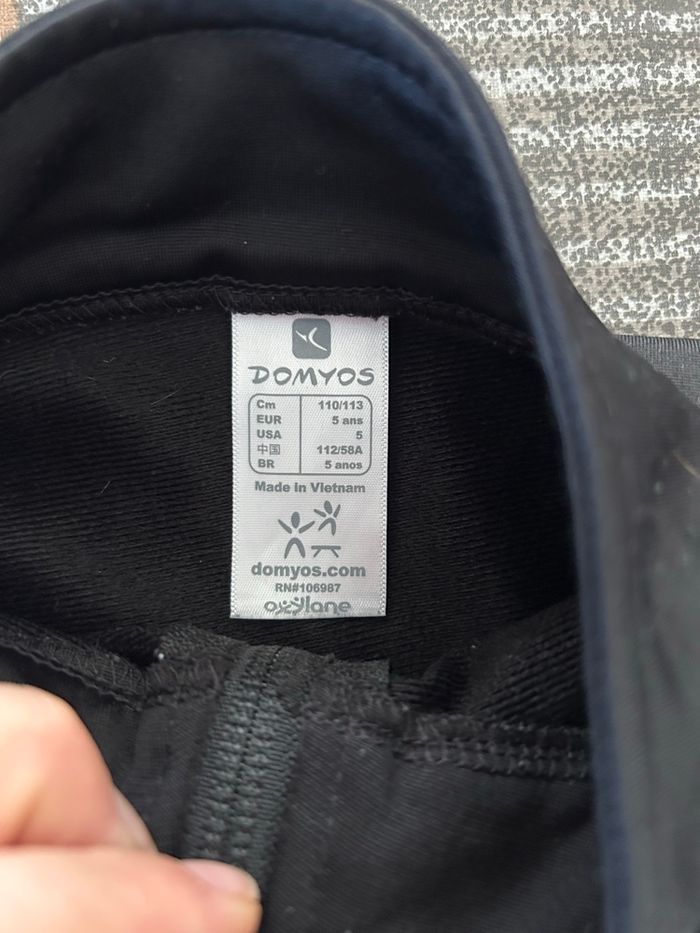 DOMYOS
Cm 110/113
EUR 5 ans
USA 5
中国 112/58A
BR 5 anos
Made In Vietnam
domyos.com
RN#106987
oxylane